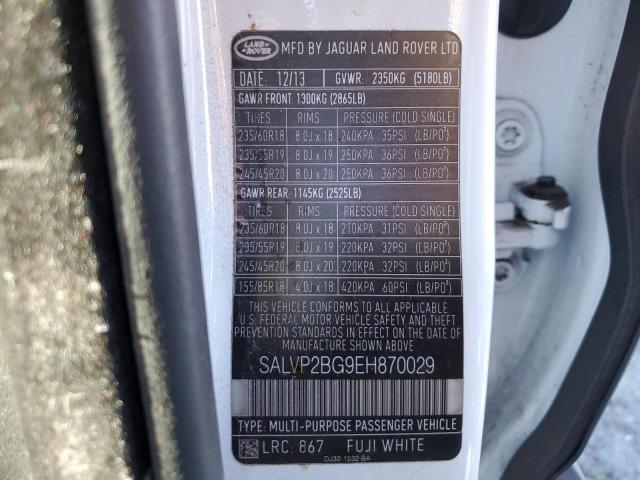 LAND ROVER MFD BY JAGUAR LAND ROVER LTD
DATE: 12/13 GVWR: 2350KG (5180LB)
GAWR FRONT: 1300KG (2865LB)
TIRES RIMS PRESSURE (COLD SINGLE)
235/60R18 8.0J x 18 240KPA 35PSI (LB/PO²)
235/55R19 8.0J x 19 250KPA 36PSI (LB/PO²)
245/45R20 8.0J x 20 250KPA 36PSI (LB/PO²)
GAWR REAR: 1145KG (2525LB)
TIRES RIMS PRESSURE (COLD SINGLE)
235/60R18 8.0J x 18 210KPA 31PSI (LB/PO²)
235/55R19 8.0J x 19 220KPA 32PSI (LB/PO²)
245/45R20 8.0J x 20 220KPA 32PSI (LB/PO²)
155/85R18 4.0J x 18 420KPA 60PSI (LB/PO²)
THIS VEHICLE CONFORMS TO ALL APPLICABLE
U.S. FEDERAL MOTOR VEHICLE SAFETY AND THEFT
PREVENTION STANDARDS IN EFFECT ON THE DATE OF
MANUFACTURE SHOWN ABOVE
SALVP2BG9EH870029
TYPE: MULTI-PURPOSE PASSENGER VEHICLE
LRC: 867 FUJI WHITE
DJ32-1532-BA